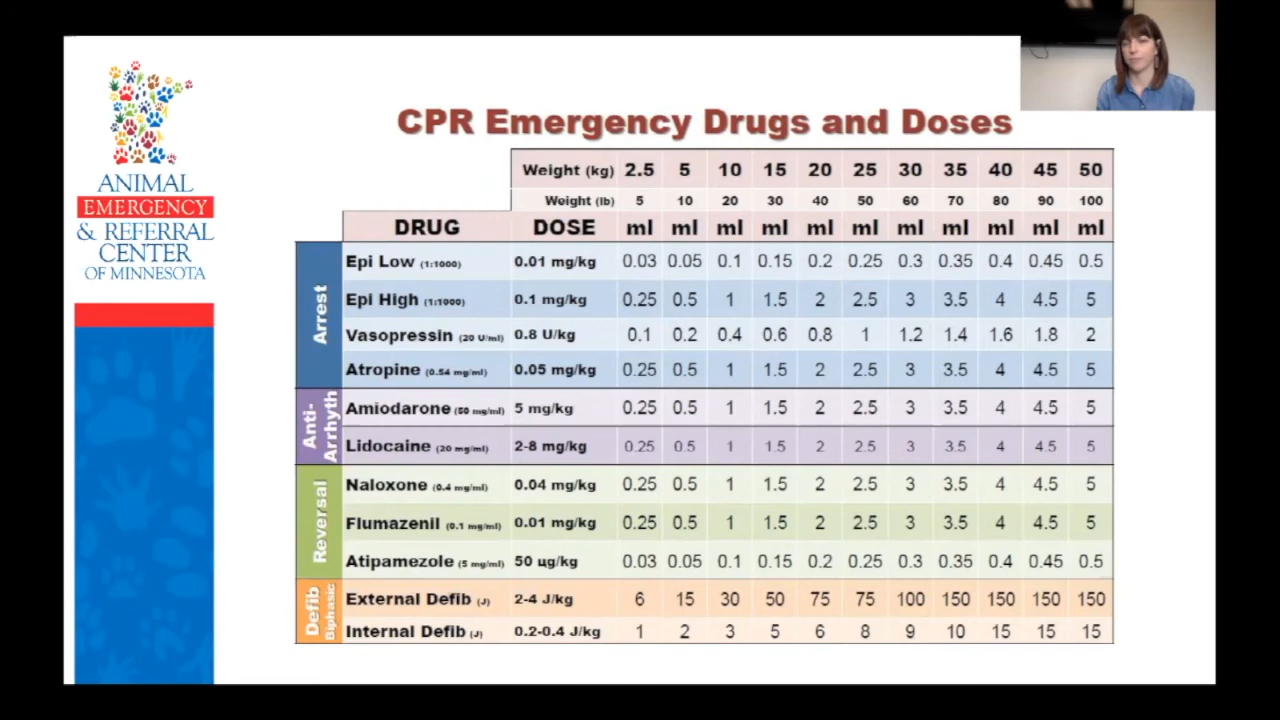 ANIMAL
EMERGENCY
& REFERRAL
CENTER
OF MINNESOTA
CPR Emergency Drugs and Doses
Weight (kg) 2.5 5 10 15 20 25 30 35 40 45 50
Weight (lb) 5 10 20 30 40 50 60 70 80 90 100
DRUG DOSE ml ml ml ml ml ml ml ml ml ml ml
Arrest
Epi Low (1:1000) 0.01 mg/kg 0.03 0.05 0.1 0.15 0.2 0.25 0.3 0.35 0.4 0.45 0.5
Epi High (1:1000) 0.1 mg/kg 0.25 0.5 1 1.5 2 2.5 3 3.5 4 4.5 5
Vasopressin (20 U/ml) 0.8 U/kg 0.1 0.2 0.4 0.6 0.8 1 1.2 1.4 1.6 1.8 2
Atropine (0.54 mg/ml) 0.05 mg/kg 0.25 0.5 1 1.5 2 2.5 3 3.5 4 4.5 5
Anti-
Arrhyth
Amiodarone (50 mg/ml) 5 mg/kg 0.25 0.5 1 1.5 2 2.5 3 3.5 4 4.5 5
Lidocaine (20 mg/ml) 2-8 mg/kg 0.25 0.5 1 1.5 2 2.5 3 3.5 4 4.5 5
Reversal
Naloxone (0.4 mg/ml) 0.04 mg/kg 0.25 0.5 1 1.5 2 2.5 3 3.5 4 4.5 5
Flumazenil (0.1 mg/ml) 0.01 mg/kg 0.25 0.5 1 1.5 2 2.5 3 3.5 4 4.5 5
Atipamezole (5 mg/ml) 50 µg/kg 0.03 0.05 0.1 0.15 0.2 0.25 0.3 0.35 0.4 0.45 0.5
Defib
Biphasic
External Defib (J) 2-4 J/kg 6 15 30 50 75 75 100 150 150 150 150
Internal Defib (J) 0.2-0.4 J/kg 1 2 3 5 6 8 9 10 15 15 15